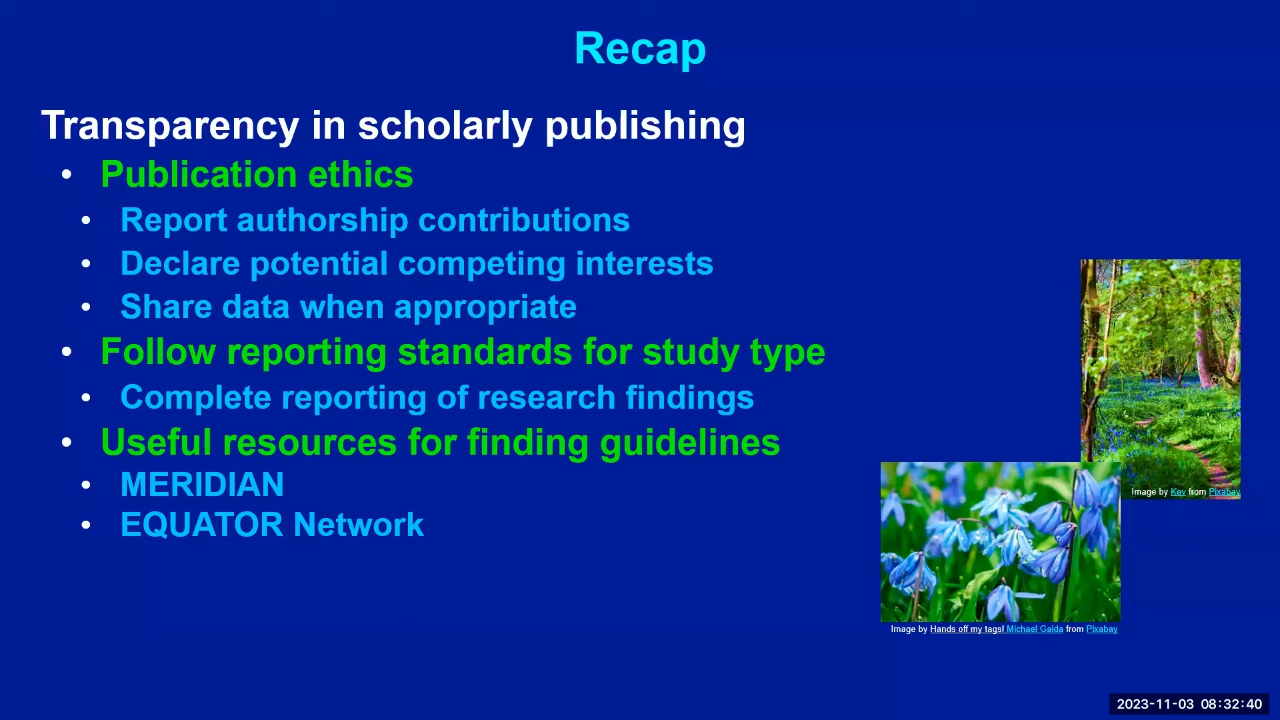 Recap
Transparency in scholarly publishing
• Publication ethics
• Report authorship contributions
• Declare potential competing interests
• Share data when appropriate
• Follow reporting standards for study type
• Complete reporting of research findings
• Useful resources for finding guidelines
• MERIDIAN
• EQUATOR Network
Image by Kev from Pixabay
Image by Hands off my tags! Michael Gaida from Pixabay
2023-11-03 08:32:40